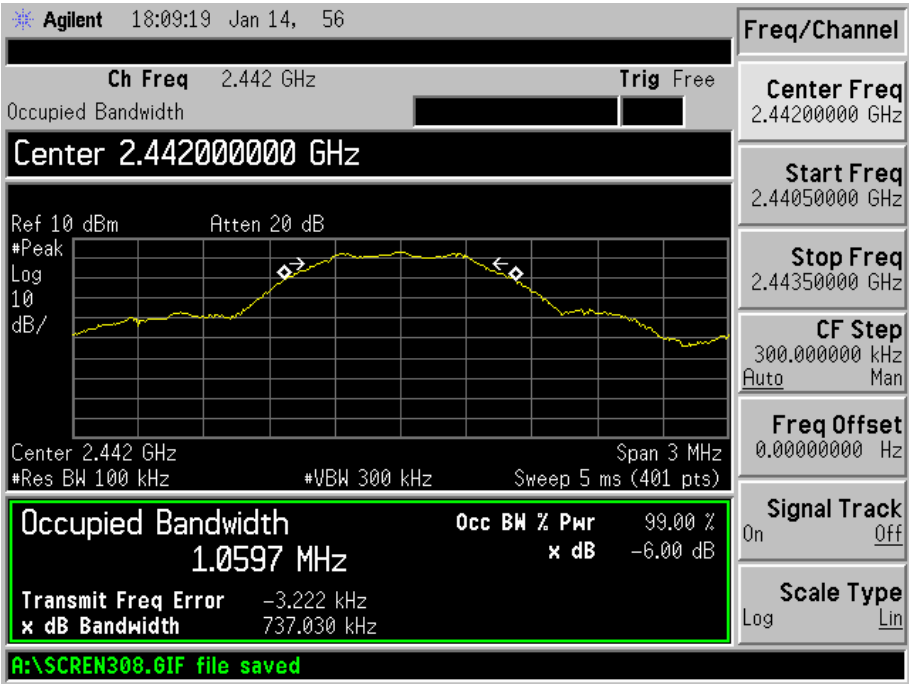 Agilent 18:09:19 Jan 14, 56
Ch Freq 2.442 GHz Trig Free
Occupied Bandwidth
Center 2.442000000 GHz
Ref 10 dBm Atten 20 dB
#Peak
Log
10
dB/
Center 2.442 GHz Span 3 MHz
#Res BW 100 kHz #VBW 300 kHz Sweep 5 ms (401 pts)
Occupied Bandwidth Occ BW % Pwr 99.00 %
1.0597 MHz x dB -6.00 dB
Transmit Freq Error -3.222 kHz
x dB Bandwidth 737.030 kHz
A:\SCREN308.GIF file saved
Freq/Channel
Center Freq
2.44200000 GHz
Start Freq
2.44050000 GHz
Stop Freq
2.44350000 GHz
CF Step
300.000000 kHz
Auto Man
Freq Offset
0.00000000 Hz
Signal Track
On Off
Scale Type
Log Lin